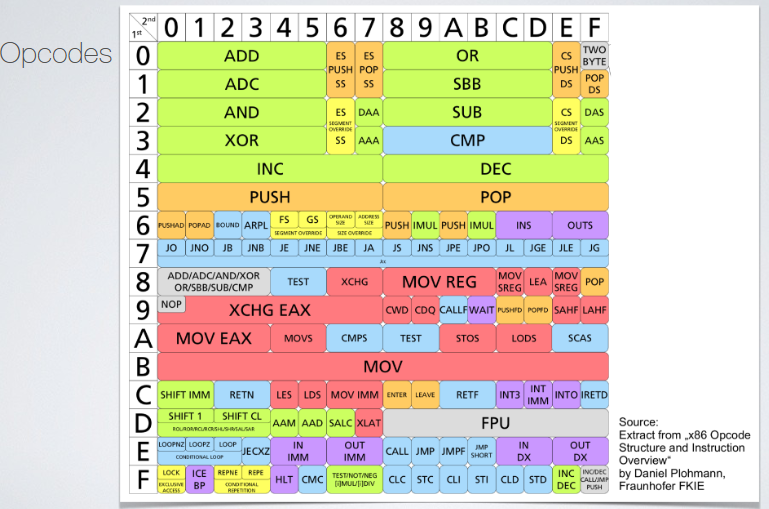 Opcodes
2nd
1st
0 1 2 3 4 5 6 7 8 9 A B C D E F
0 ADD ES PUSH SS ES POP SS OR CS PUSH DS TWO BYTE
1 ADC SBB POP DS
2 AND ES SEGMENT OVERRIDE SS DAA SUB CS SEGMENT OVERRIDE DS DAS
3 XOR AAA CMP AAS
4 INC DEC
5 PUSH POP
6 PUSHAD POPAD BOUND ARPL FS GS SEGMENT OVERRIDE OPERAND SIZE ADDRESS SIZE SIZE OVERRIDE PUSH IMUL PUSH IMUL INS OUTS
7 JO JNO JB JNB JE JNE JBE JA JS JNS JPE JPO JL JGE JLE JG
8 ADD/ADC/AND/XOR OR/SBB/SUB/CMP TEST XCHG MOV REG MOV SREG LEA MOV SREG POP
9 NOP XCHG EAX CWD CDQ CALLF WAIT PUSHFD POPFD SAHF LAHF
A MOV EAX MOVS CMPS TEST STOS LODS SCAS
B MOV
C SHIFT IMM RETN LES LDS MOV IMM ENTER LEAVE RETF INT3 INT IMM INTO IRETD
D SHIFT 1 SHIFT CL ROL/ROR/RCL/RCR/SHL/SHR/SAL/SAR AAM AAD SALC XLAT FPU
E LOOPNZ LOOPZ LOOP CONDITIONAL LOOP JECXZ IN IMM OUT IMM CALL JMP JMPF JMP SHORT IN DX OUT DX
F LOCK EXCLUSIVE ACCESS ICE BP REPNE REPE CONDITIONAL REPETITION HLT CMC TEST/NOT/NEG [i]MUL/[i]DIV CLC STC CLI STI CLD STD INC DEC INC/DEC CALL/JMP PUSH
Source:
Extract from „x86 Opcode
Structure and Instruction
Overview“
by Daniel Plohmann,
Fraunhofer FKIE